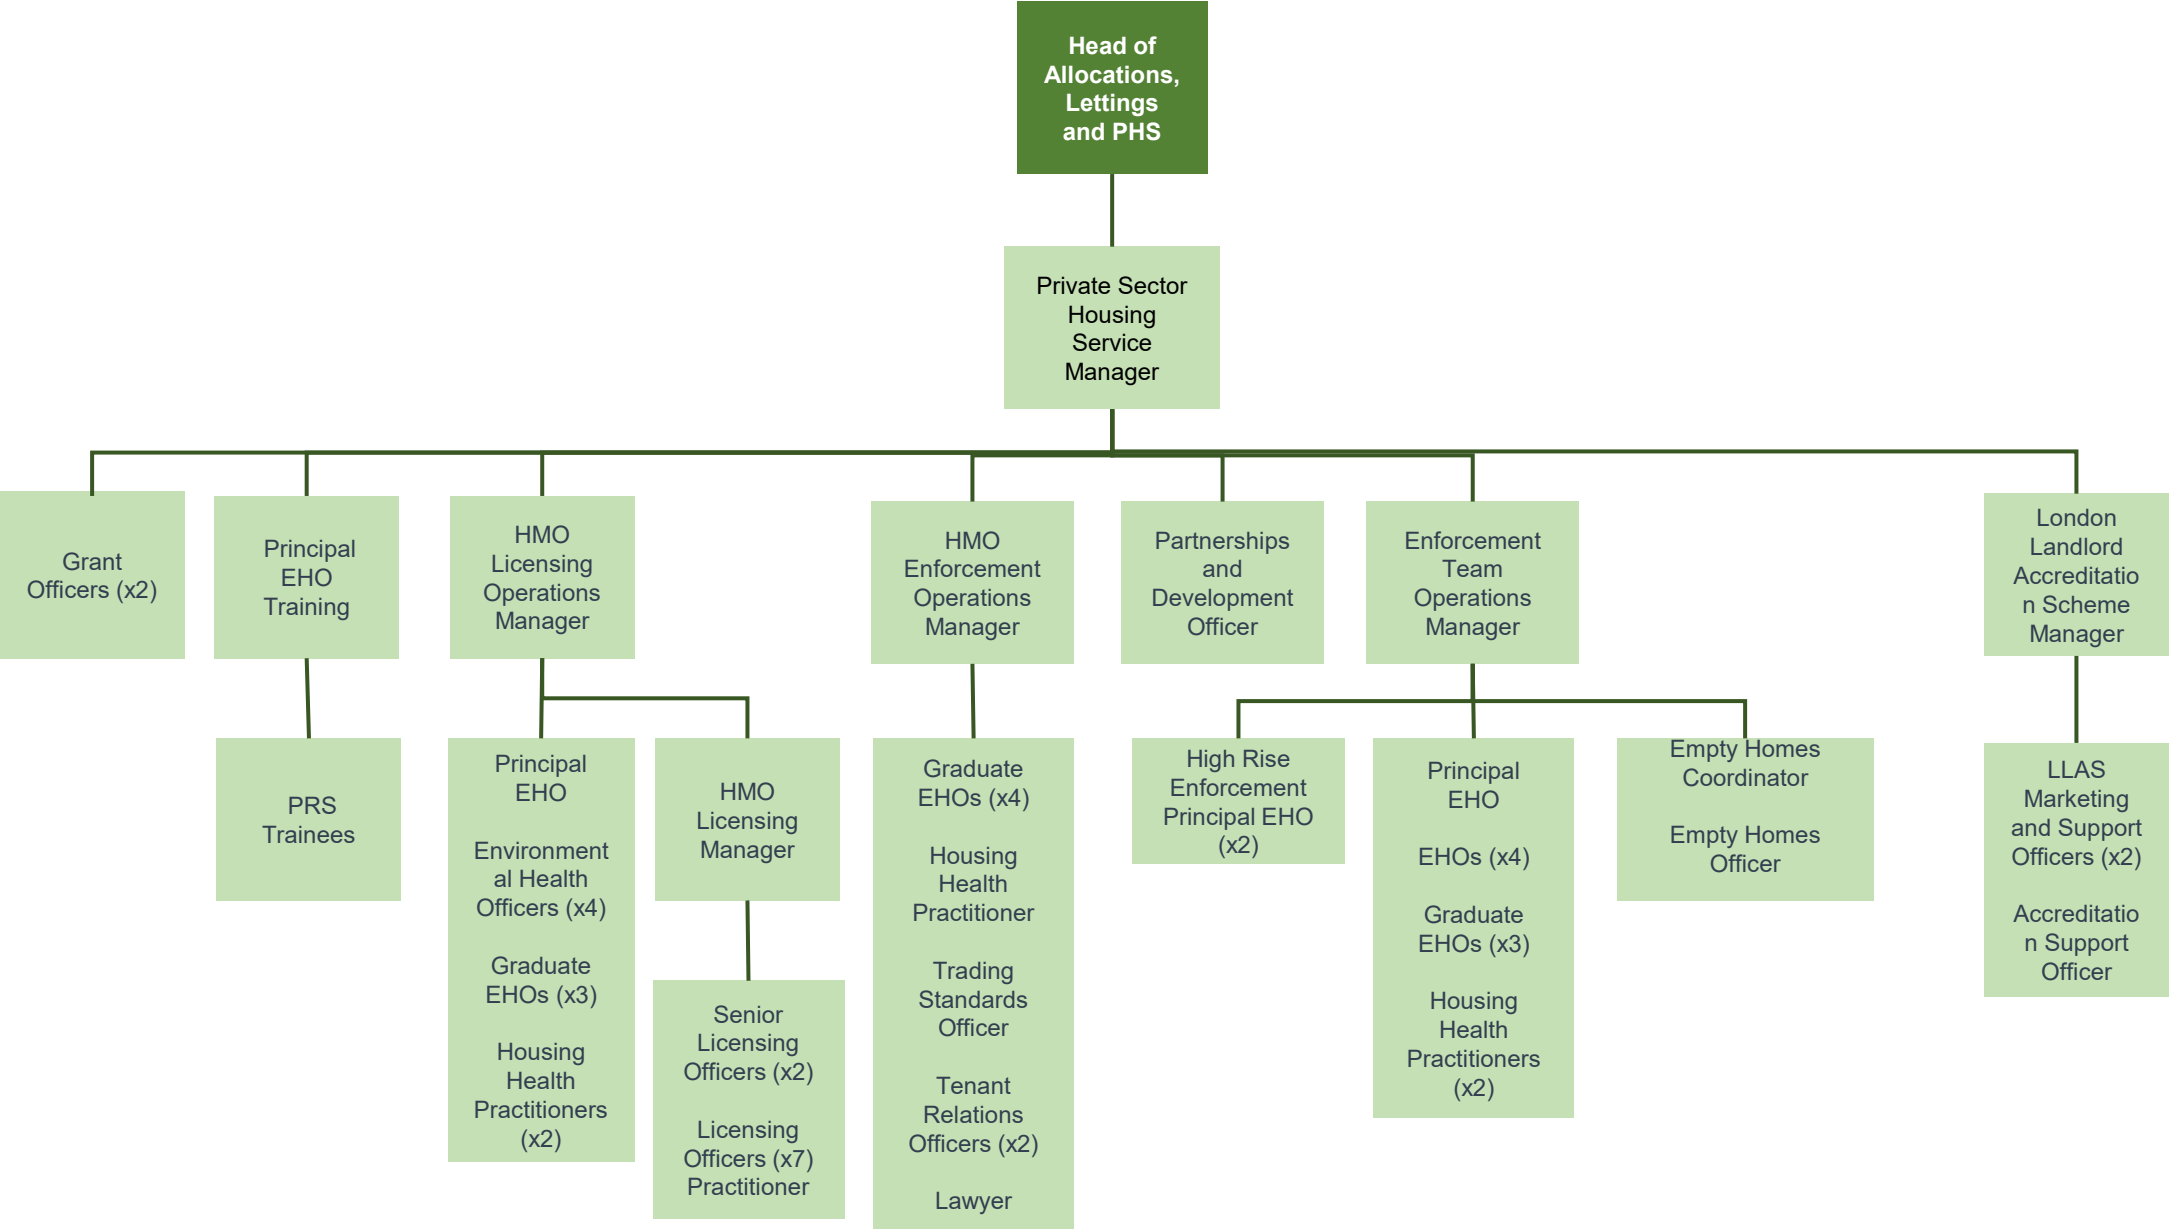 Head of
Allocations,
Lettings
and PHS
Private Sector
Housing
Service
Manager
Grant
Officers (x2)
Principal
EHO
Training
HMO
Licensing
Operations
Manager
HMO
Enforcement
Operations
Manager
Partnerships
and
Development
Officer
Enforcement
Team
Operations
Manager
London
Landlord
Accreditatio
n Scheme
Manager
PRS
Trainees
Principal
EHO
Environment
al Health
Officers (x4)
Graduate
EHOs (x3)
Housing
Health
Practitioners
(x2)
HMO
Licensing
Manager
Senior
Licensing
Officers (x2)
Licensing
Officers (x7)
Practitioner
Graduate
EHOs (x4)
Housing
Health
Practitioner
Trading
Standards
Officer
Tenant
Relations
Officers (x2)
Lawyer
High Rise
Enforcement
Principal EHO
(x2)
Principal
EHO
EHOs (x4)
Graduate
EHOs (x3)
Housing
Health
Practitioners
(x2)
Empty Homes
Coordinator
Empty Homes
Officer
LLAS
Marketing
and Support
Officers (x2)
Accreditatio
n Support
Officer